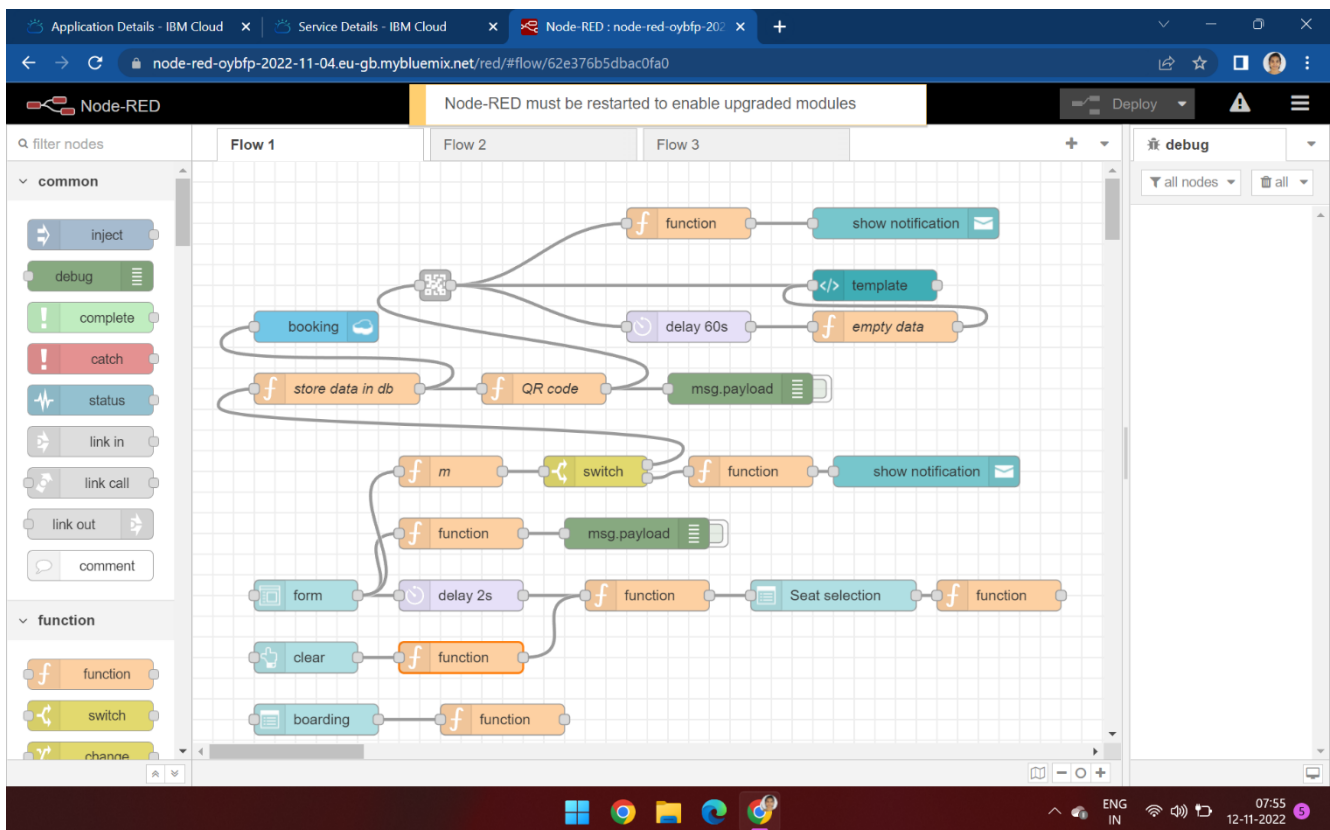 Application Details - IBM Cloud
Service Details - IBM Cloud
Node-RED : node-red-oybfp-202
node-red-oybfp-2022-11-04.eu-gb.mybluemix.net/red/#flow/62e376b5dbac0fa0
Node-RED
Node-RED must be restarted to enable upgraded modules
Deploy
filter nodes
Flow 1
Flow 2
Flow 3
debug
common
all nodes
all
inject
debug
complete
catch
status
link in
link call
link out
comment
function
function
switch
change
function
show notification
template
booking
delay 60s
empty data
store data in db
QR code
msg.payload
m
switch
function
show notification
function
msg.payload
form
delay 2s
function
Seat selection
function
clear
function
boarding
function
ENG
IN
07:55
12-11-2022
5